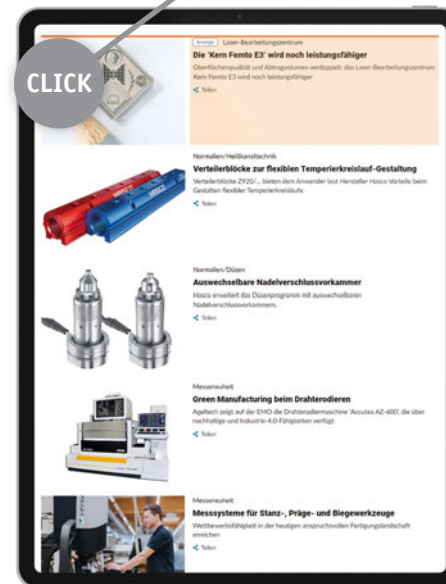 CLICK
Anzeige Laser-Bearbeitungszentrum
Die 'Kern Femto E3' wird noch leistungsfähiger
Oberflächenqualität und Abtragvolumen verdoppelt: das Laser-Bearbeitungszentrum
Kern Femto E3 wird noch leistungsfähiger
Teilen
Normalien/Heißkanaltechnik
Verteilerblöcke zur flexiblen Temperierkreislauf-Gestaltung
Verteilerblöcke Z920/... bieten dem Anwender laut Hersteller Hasco Vorteile beim
Gestalten flexibler Temperierkreisläufe.
Teilen
HASCO
HASCO
Normalien/Düsen
Auswechselbare Nadelverschlussvorkammer
Hasco erweitert das Düsenprogramm mit auswechselbaren
Nadelverschlussvorkammern.
Teilen
Messeneuheit
Green Manufacturing beim Drahterodieren
Ageltech zeigt auf der EMO die Drahterodiermaschine 'Accutex AZ-600', die über
nachhaltige und Industrie-4.0-Fähigkeiten verfügt.
Teilen
Messeneuheit
Messsysteme für Stanz-, Präge- und Biegewerkzeuge
Wettbewerbsfähigkeit in der heutigen anspruchsvollen Fertigungslandschaft
erreichen
Teilen